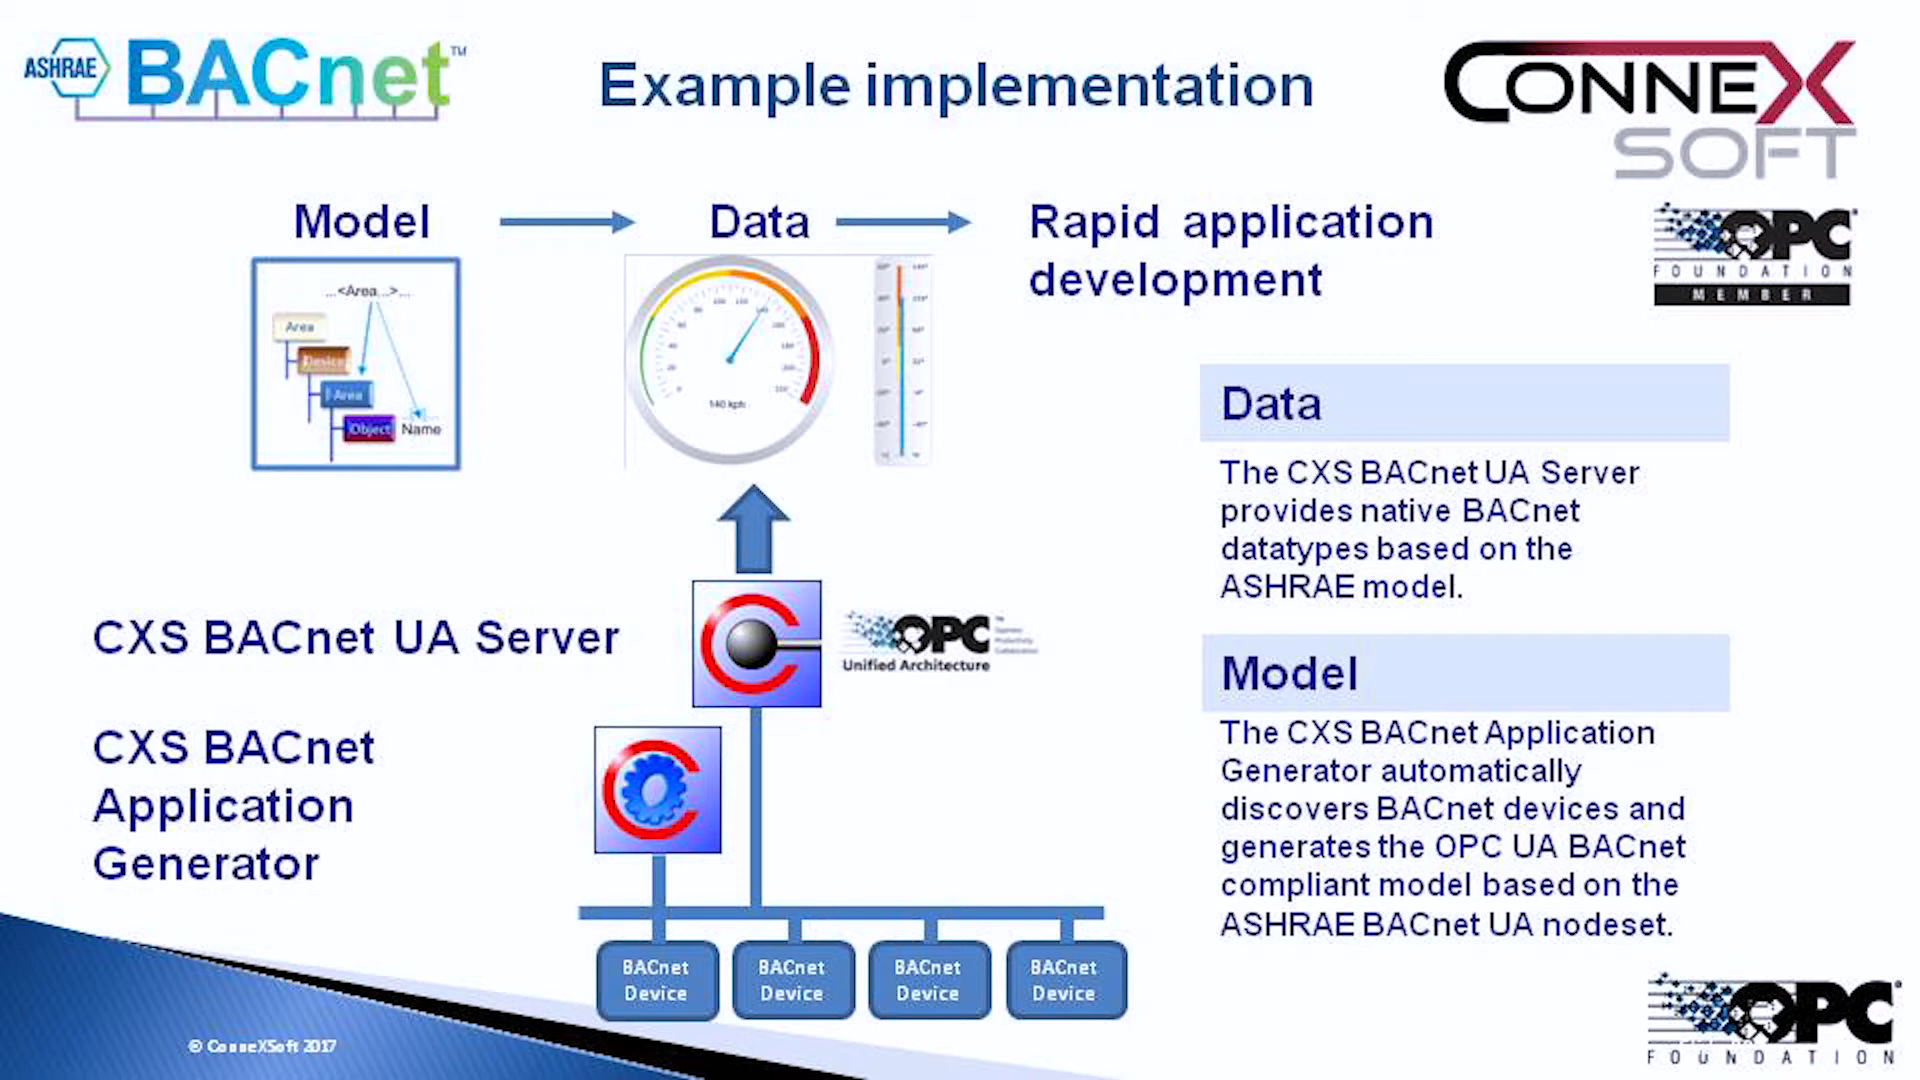 ASHRAE BACnet™
Example implementation
CONNEX
SOFT
Model
Data
Rapid application
development
OPC
FOUNDATION
MEMBER
...<Area...>...
Area
Device
Area
Object
Name
140 kph
Data
The CXS BACnet UA Server
provides native BACnet
datatypes based on the
ASHRAE model.
CXS BACnet UA Server
OPC
Unified Architecture
Model
The CXS BACnet Application
Generator automatically
discovers BACnet devices and
generates the OPC UA BACnet
compliant model based on the
ASHRAE BACnet UA nodeset.
CXS BACnet
Application
Generator
BACnet
Device
BACnet
Device
BACnet
Device
BACnet
Device
© ConneXSoft 2017
OPC
FOUNDATION